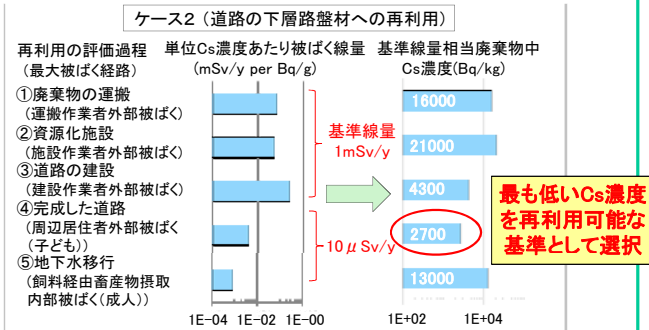 ケース2（道路の下層路盤材への再利用）
再利用の評価過程
（最大被ばく経路）
単位Cs濃度あたり被ばく線量
(mSv/y per Bq/g)
基準線量相当廃棄物中
Cs濃度(Bq/kg)
①廃棄物の運搬
（運搬作業者外部被ばく）
②資源化施設
（施設作業者外部被ばく）
③道路の建設
（建設作業者外部被ばく）
④完成した道路
（周辺居住者外部被ばく
（子ども））
⑤地下水移行
（飼料経由畜産物摂取
内部被ばく（成人））
基準線量
1mSv/y
10μSv/y
16000
21000
4300
2700
13000
最も低いCs濃度
を再利用可能な
基準として選択
1E-04 1E-02 1E-00
1E+02 1E+04